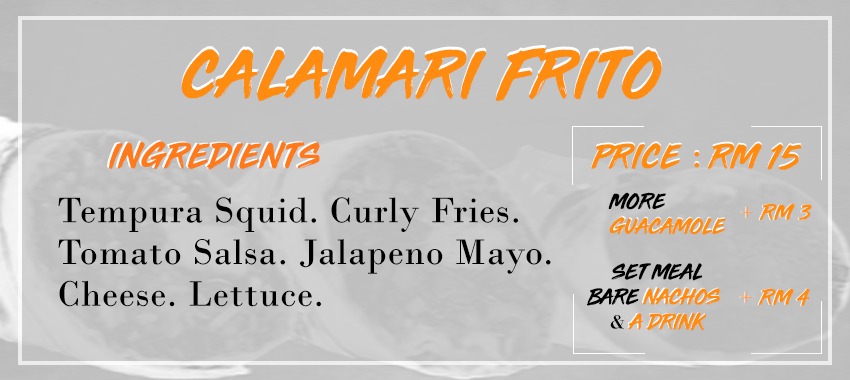 CALAMARI FRITO
INGREDIENTS
Tempura Squid. Curly Fries.
Tomato Salsa. Jalapeno Mayo.
Cheese. Lettuce.
PRICE : RM 15
MORE
GUACAMOLE + RM 3
SET MEAL
BARE NACHOS + RM 4
& A DRINK